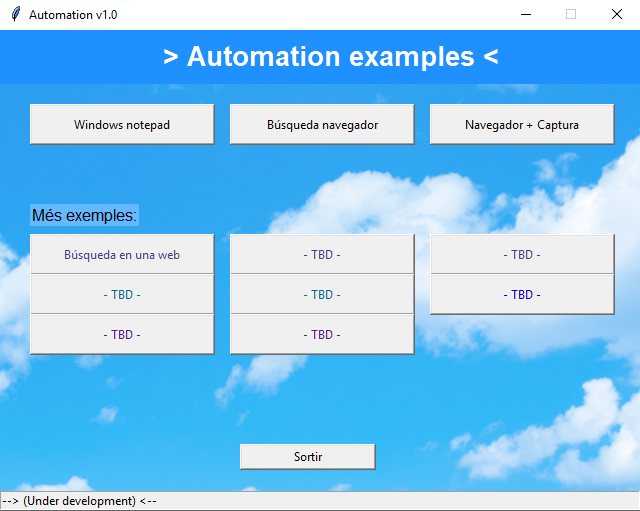 Automation v1.0
> Automation examples <
Windows notepad
Búsqueda navegador
Navegador + Captura
Més exemples:
Búsqueda en una web
- TBD -
- TBD -
- TBD -
- TBD -
- TBD -
- TBD -
- TBD -
Sortir
--> (Under development) <--